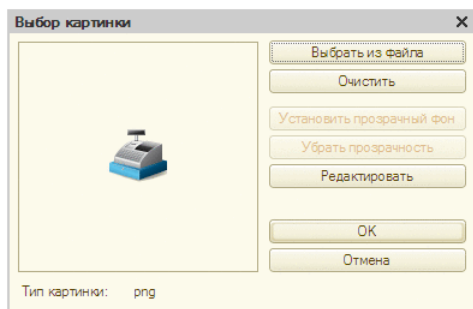 Выбор картинки
Выбрать из файла
Очистить
Установить прозрачный фон
Убрать прозрачность
Редактировать
OK
Отмена
Тип картинки: png